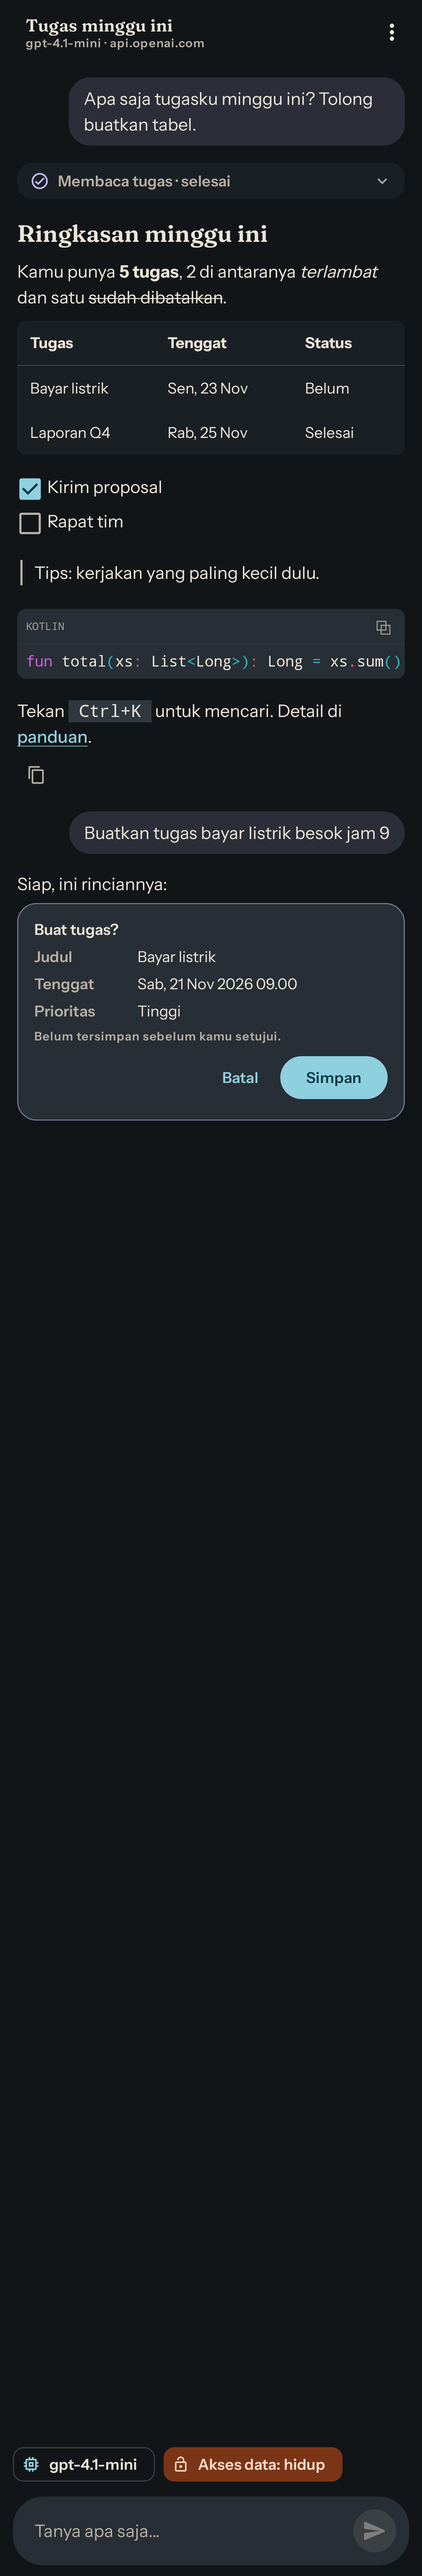 Tugas minggu ini
gpt-4.1-mini · api.openai.com
Apa saja tugasku minggu ini? Tolong
buatkan tabel.
Membaca tugas · selesai
Ringkasan minggu ini
Kamu punya 5 tugas, 2 di antaranya terlambat
dan satu sudah dibatalkan.
Tugas Tenggat Status
Bayar listrik Sen, 23 Nov Belum
Laporan Q4 Rab, 25 Nov Selesai
Kirim proposal
Rapat tim
Tips: kerjakan yang paling kecil dulu.
KOTLIN
fun total(xs: List<Long>): Long = xs.sum()
Tekan Ctrl+K untuk mencari. Detail di
panduan.
Buatkan tugas bayar listrik besok jam 9
Siap, ini rinciannya:
Buat tugas?
Judul Bayar listrik
Tenggat Sab, 21 Nov 2026 09.00
Prioritas Tinggi
Belum tersimpan sebelum kamu setujui.
Batal Simpan
gpt-4.1-mini Akses data: hidup
Tanya apa saja...